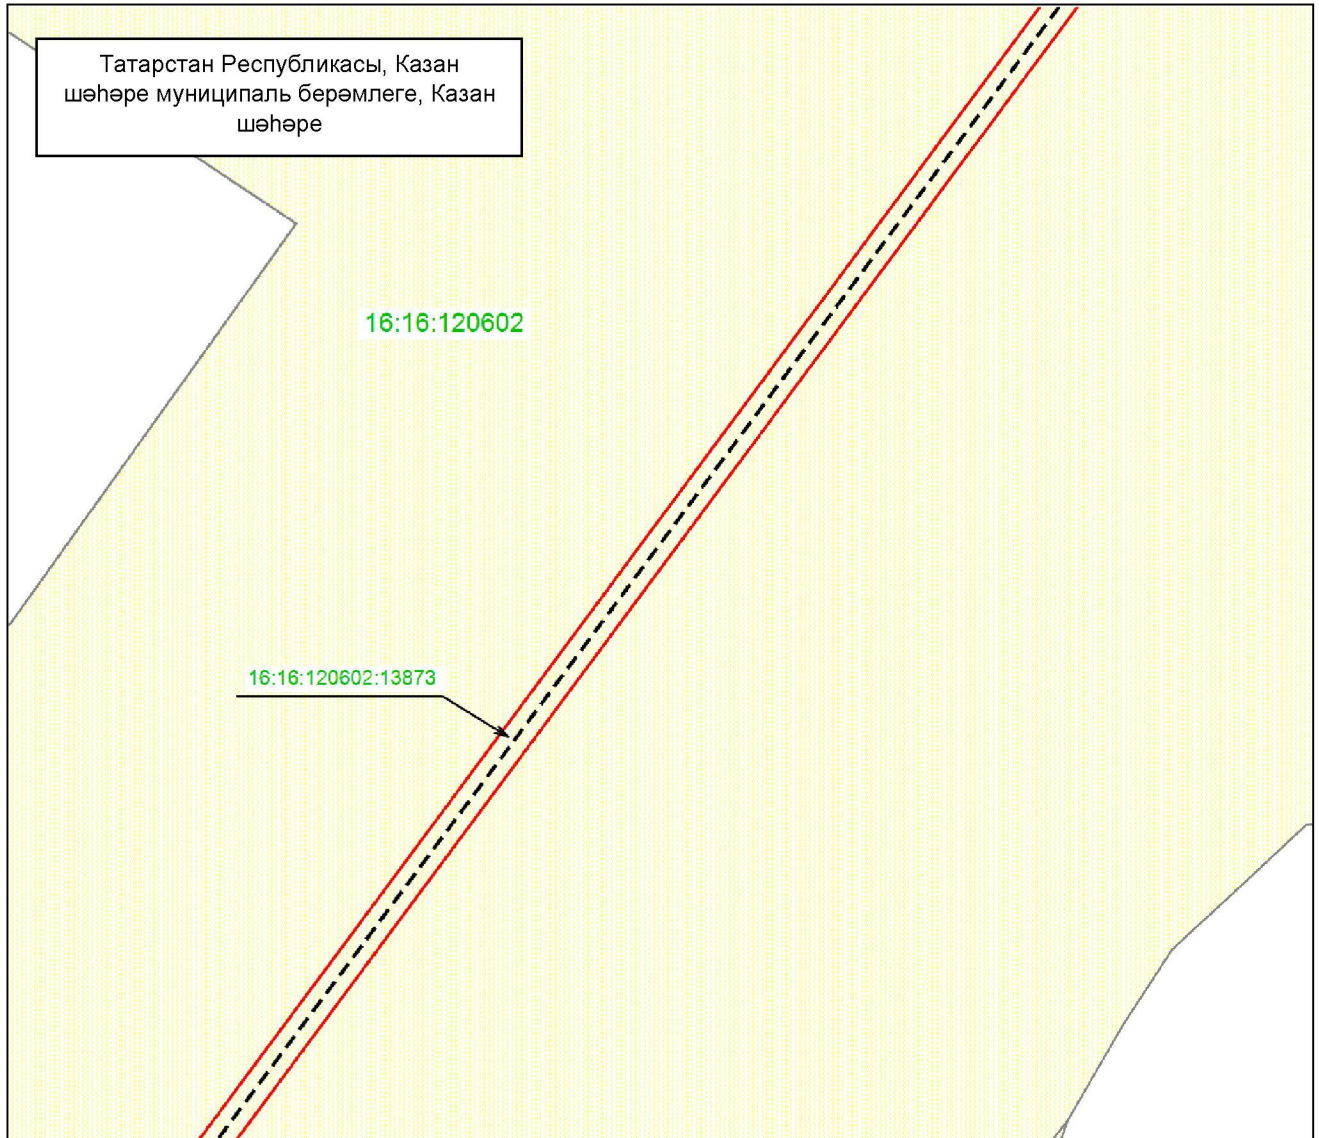 Татарстан Республикасы, Казан
шәһәре муниципаль берәмлеге, Казан
шәһәре
16:16:120602
16:16:120602:13873